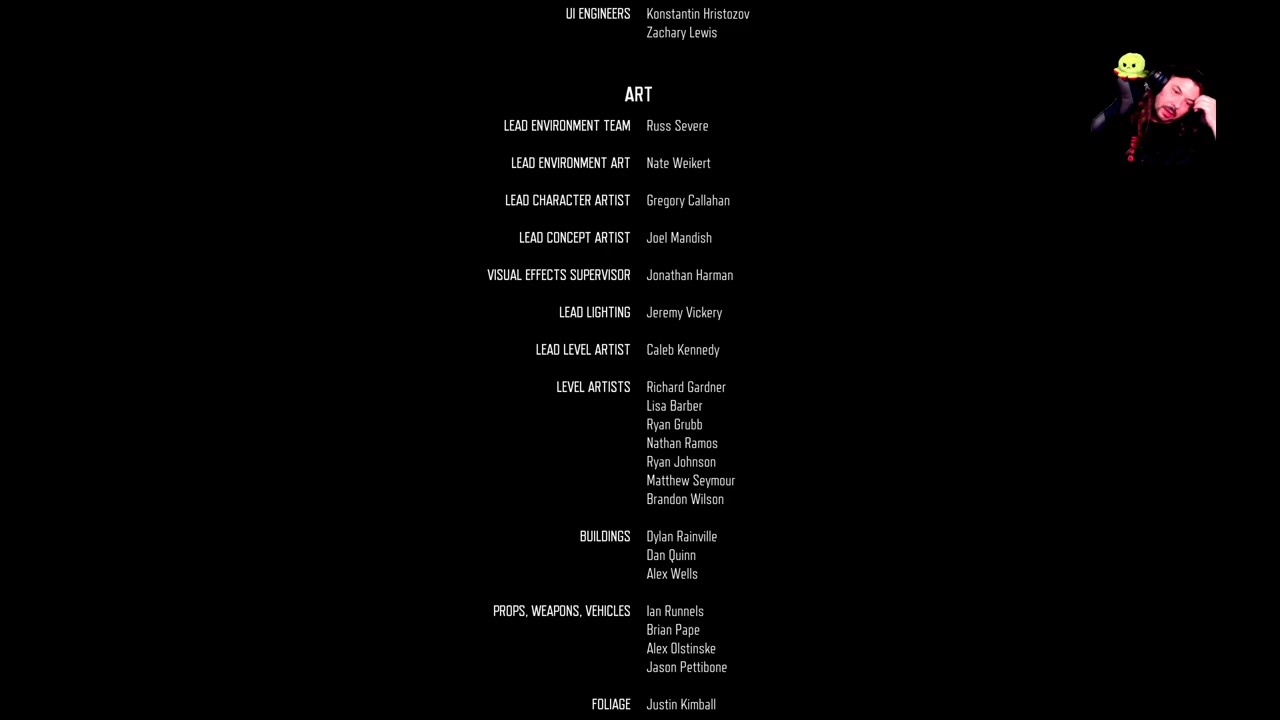 UI ENGINEERS Konstantin Hristozov
Zachary Lewis
ART
LEAD ENVIRONMENT TEAM Russ Severe
LEAD ENVIRONMENT ART Nate Weikert
LEAD CHARACTER ARTIST Gregory Callahan
LEAD CONCEPT ARTIST Joel Mandish
VISUAL EFFECTS SUPERVISOR Jonathan Harman
LEAD LIGHTING Jeremy Vickery
LEAD LEVEL ARTIST Caleb Kennedy
LEVEL ARTISTS Richard Gardner
Lisa Barber
Ryan Grubb
Nathan Ramos
Ryan Johnson
Matthew Seymour
Brandon Wilson
BUILDINGS Dylan Rainville
Dan Quinn
Alex Wells
PROPS, WEAPONS, VEHICLES Ian Runnels
Brian Pape
Alex Olstinske
Jason Pettibone
FOLIAGE Justin Kimball